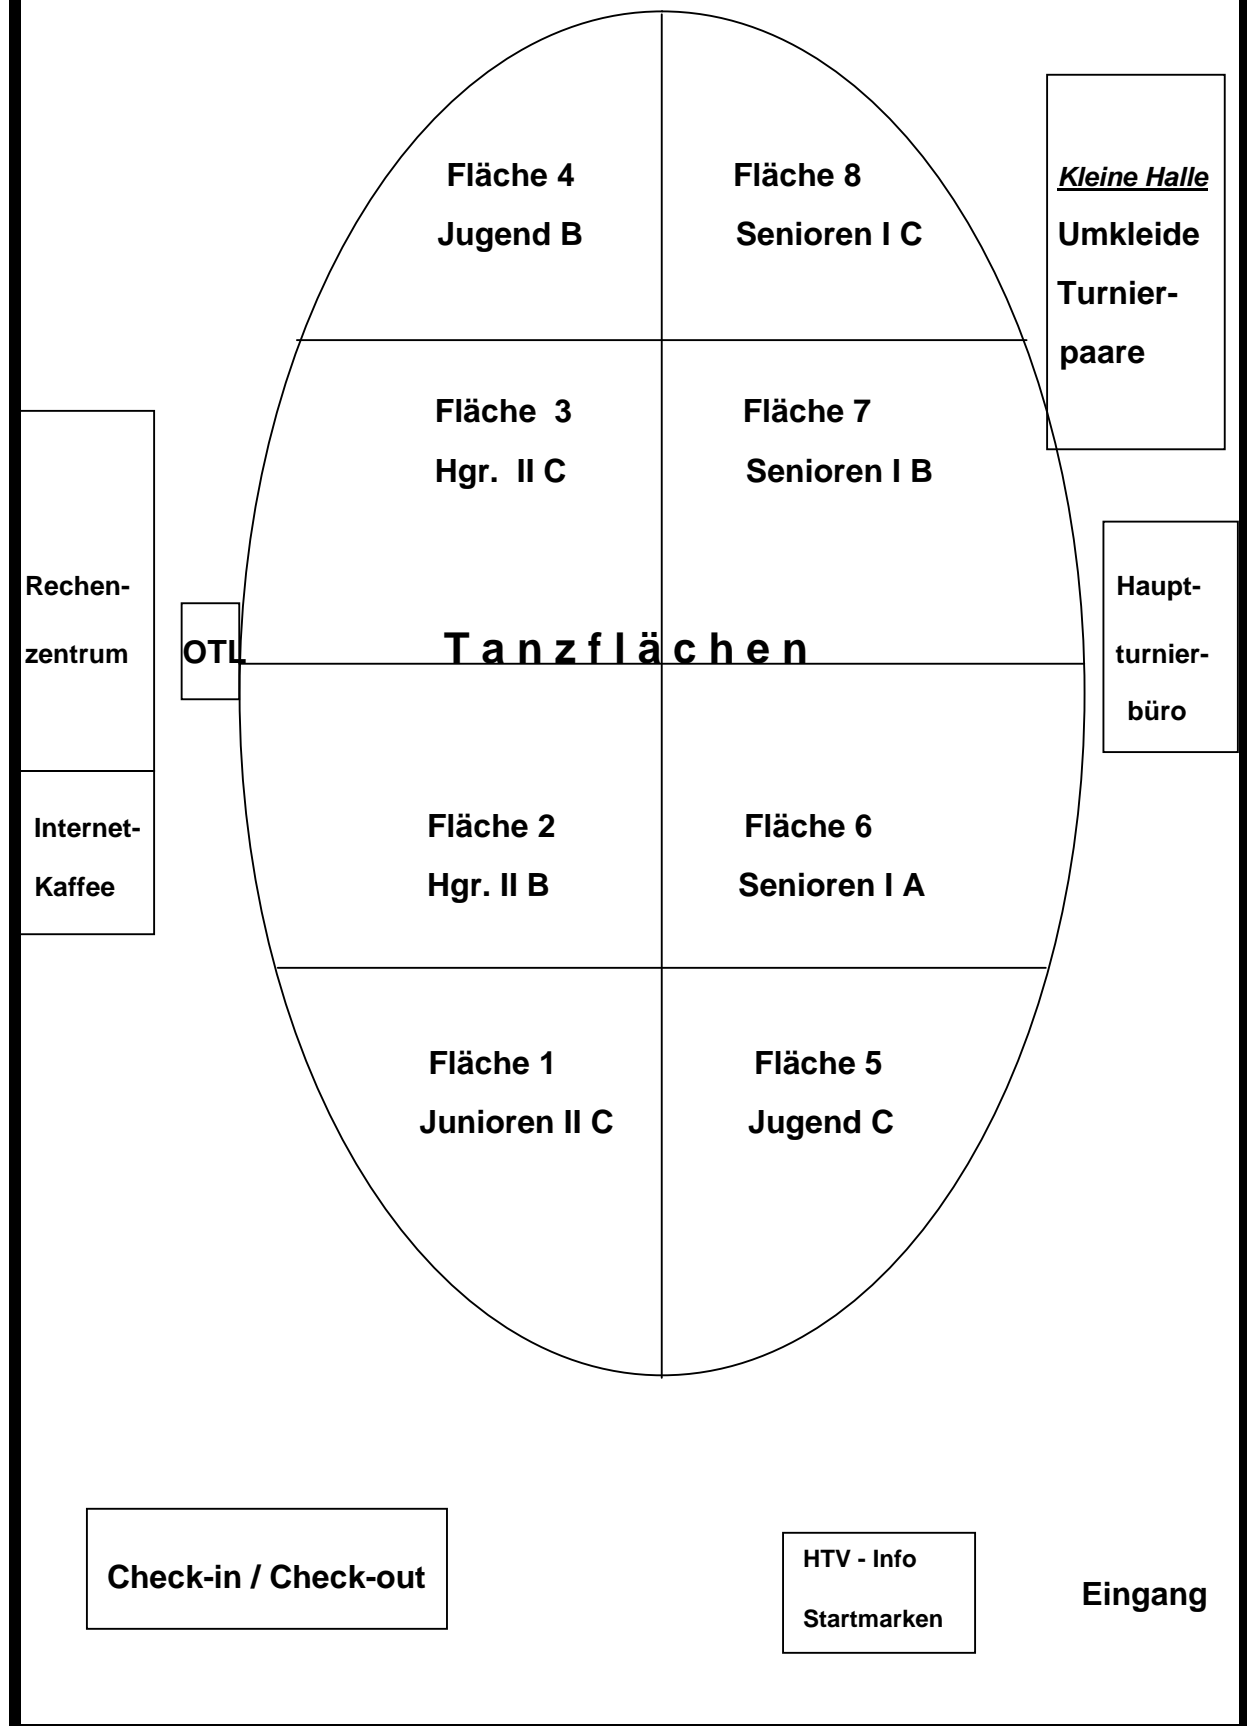 Fläche 4
Jugend B
Fläche 8
Senioren I C
Kleine Halle
Umkleide
Turnier-
paare
Fläche  3
Hgr.  II C
Fläche 7
Senioren I B
Rechen-
zentrum
OTL
Tanzflächen
Haupt-
turnier-
büro
Internet-
Kaffee
Fläche 2
Hgr. II B
Fläche 6
Senioren I A
Fläche 1
Junioren II C
Fläche 5
Jugend C
Check-in / Check-out
HTV - Info
Startmarken
Eingang